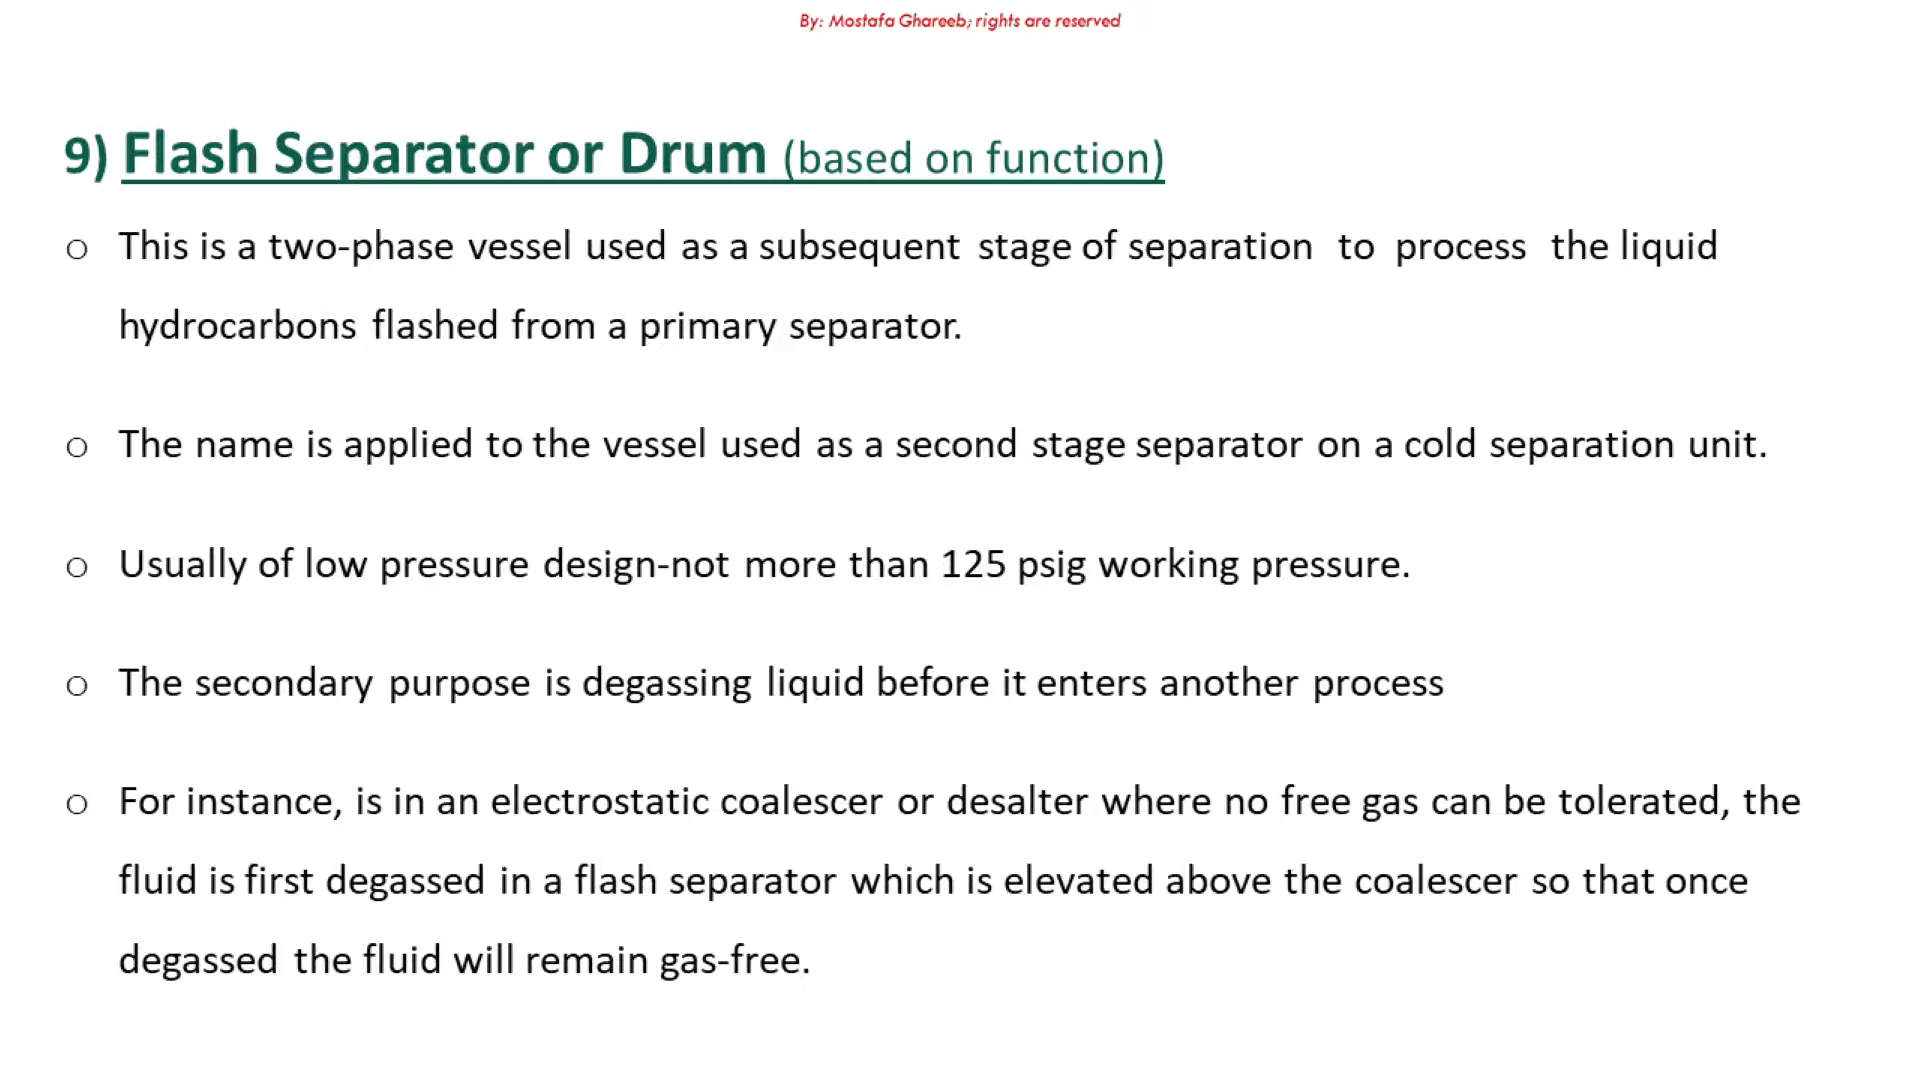 By: Mostafa Ghareeb; rights are reserved
9) Flash Separator or Drum (based on function)
o This is a two-phase vessel used as a subsequent stage of separation to process the liquid
hydrocarbons flashed from a primary separator.
o The name is applied to the vessel used as a second stage separator on a cold separation unit.
o Usually of low pressure design-not more than 125 psig working pressure.
o The secondary purpose is degassing liquid before it enters another process
o For instance, is in an electrostatic coalescer or desalter where no free gas can be tolerated, the
fluid is first degassed in a flash separator which is elevated above the coalescer so that once
degassed the fluid will remain gas-free.